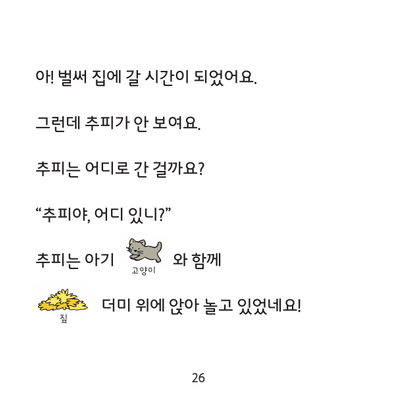 아! 벌써 집에 갈 시간이 되었어요.
그런데 추피가 안 보여요.
추피는 어디로 간 걸까요?
“추피야, 어디 있니?”
추피는 아기 고양이 와 함께
짚 더미 위에 앉아 놀고 있었네요!
26